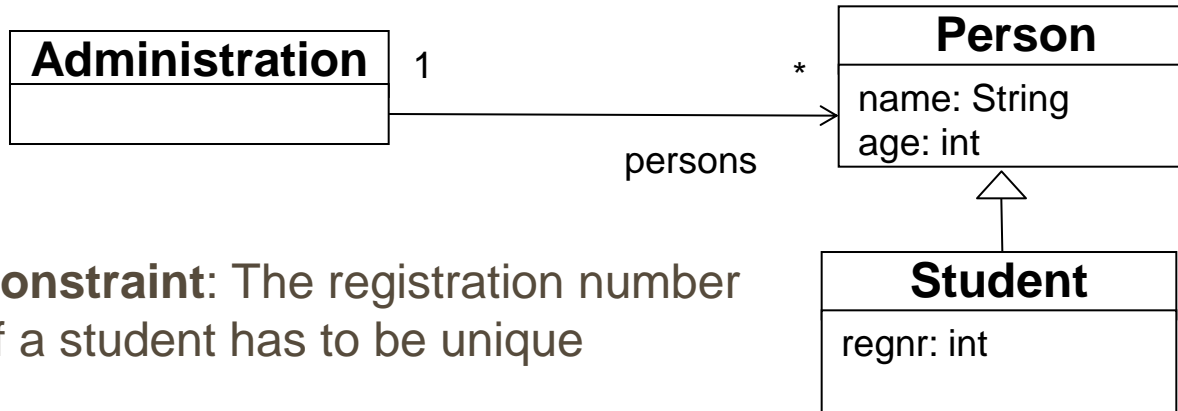 Administration
1
*
persons
Person
name: String
age: int
Student
regnr: int
onstraint: The registration number
a student has to be unique